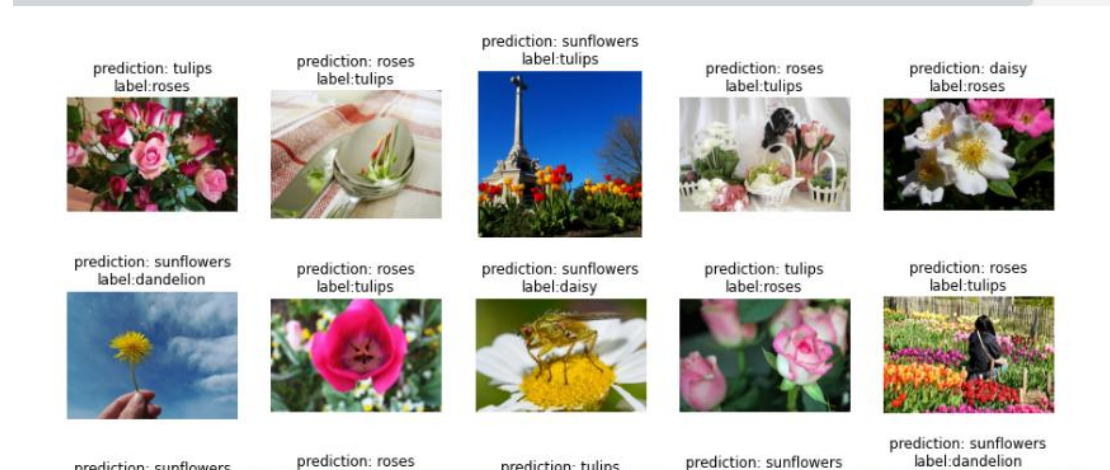 prediction: tulips
label:roses
prediction: roses
label:tulips
prediction: sunflowers
label:tulips
prediction: roses
label:tulips
prediction: daisy
label:roses
prediction: sunflowers
label:dandelion
prediction: roses
label:tulips
prediction: sunflowers
label:daisy
prediction: tulips
label:roses
prediction: roses
label:tulips
prediction: sunflowers
prediction: roses
prediction: tulips
prediction: sunflowers
prediction: sunflowers
label:dandelion